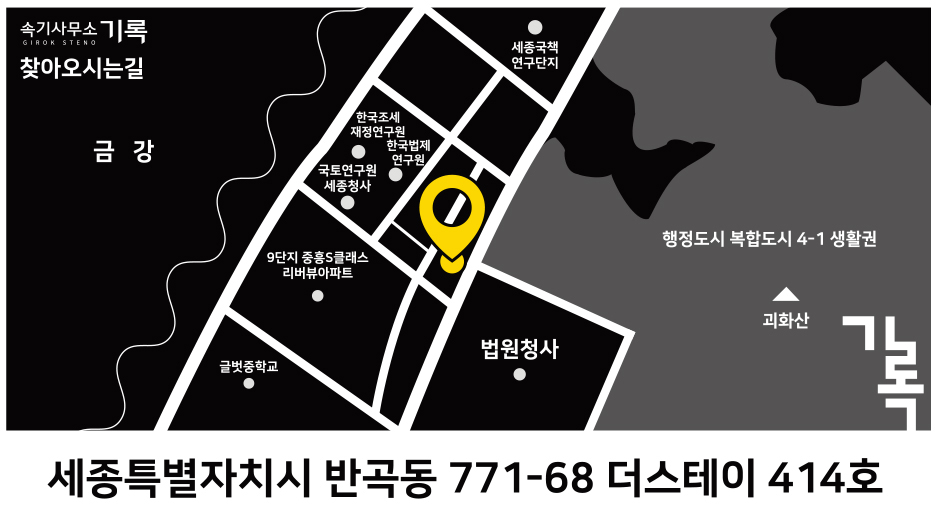 속기사무소 기록
GIROK STENO
찾아오시는길
금 강
세종국책
연구단지
한국조세
재정연구원
한국법제
연구원
국토연구원
세종청사
9단지 중흥S클래스
리버뷰아파트
글벗중학교
법원청사
행정도시 복합도시 4-1 생활권
괴화산
기록
세종특별자치시 반곡동 771-68 더스테이 414호